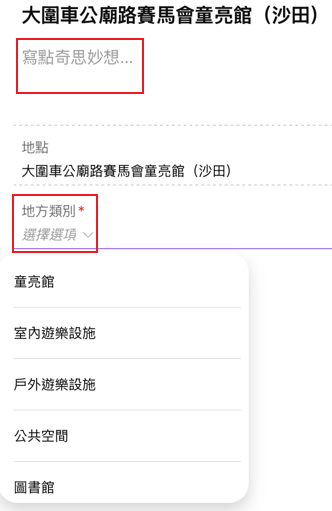 大圍車公廟路賽馬會童亮館（沙田）
寫點奇思妙想...
地點
大圍車公廟路賽馬會童亮館（沙田）
地方類別 *
選擇選項
童亮館
室內遊樂設施
戶外遊樂設施
公共空間
圖書館